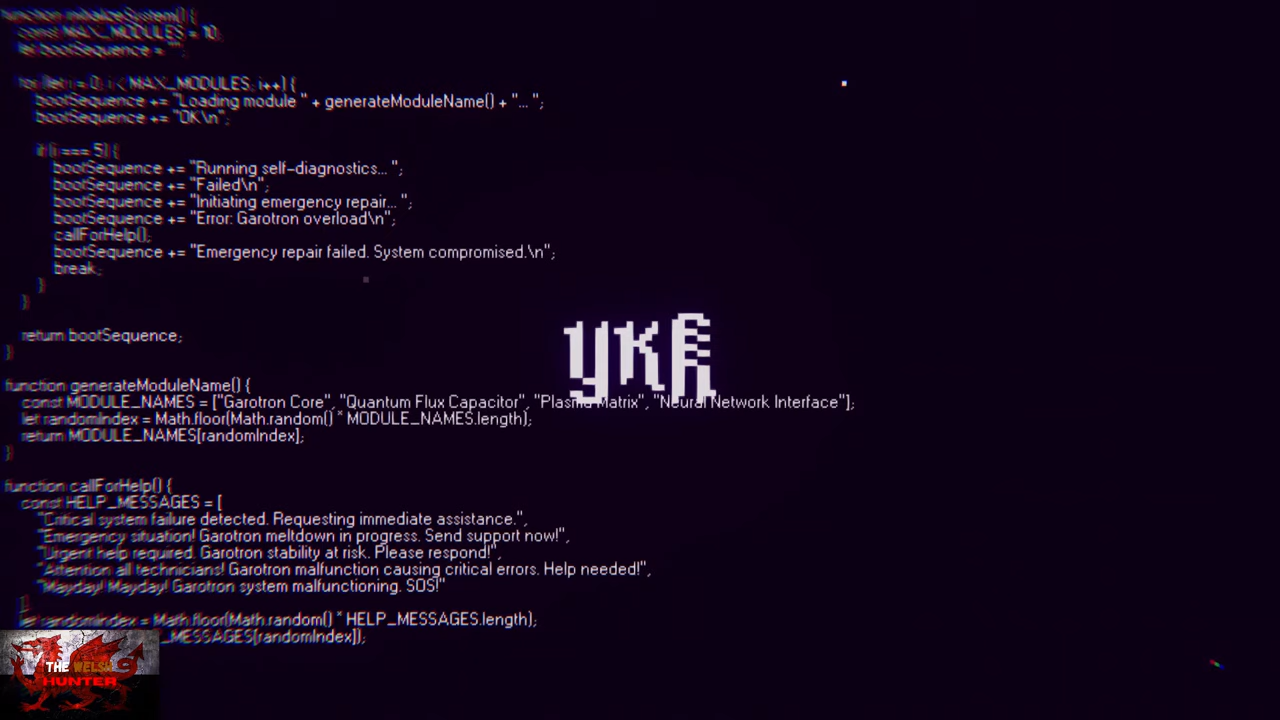 function initializeSystem() {
const MAX_MODULES = 10;
let bootSequence = "";
for (let i = 0; i < MAX_MODULES; i++) {
bootSequence += "Loading module " + generateModuleName() + "... ";
bootSequence += "OK\n";
if (i === 5) {
bootSequence += "Running self-diagnostics... ";
bootSequence += "Failed\n";
bootSequence += "Initiating emergency repair... ";
bootSequence += "Error: Garotron overload\n";
callForHelp();
bootSequence += "Emergency repair failed. System compromised.\n";
break;
}
}
return bootSequence;
}
function generateModuleName() {
const MODULE_NAMES = ["Garotron Core", "Quantum Flux Capacitor", "Plasma Matrix", "Neural Network Interface"];
let randomIndex = Math.floor(Math.random() * MODULE_NAMES.length);
return MODULE_NAMES[randomIndex];
}
function callForHelp() {
const HELP_MESSAGES = [
"Critical system failure detected. Requesting immediate assistance.",
"Emergency situation! Garotron meltdown in progress. Send support now!",
"Urgent help required. Garotron stability at risk. Please respond!",
"Attention all technicians! Garotron malfunction causing critical errors. Help needed!",
"Mayday! Mayday! Garotron system malfunctioning. SOS!"
];
let randomIndex = Math.floor(Math.random() * HELP_MESSAGES.length);
_MESSAGES[randomIndex]);
THE WELSH
HUNTER